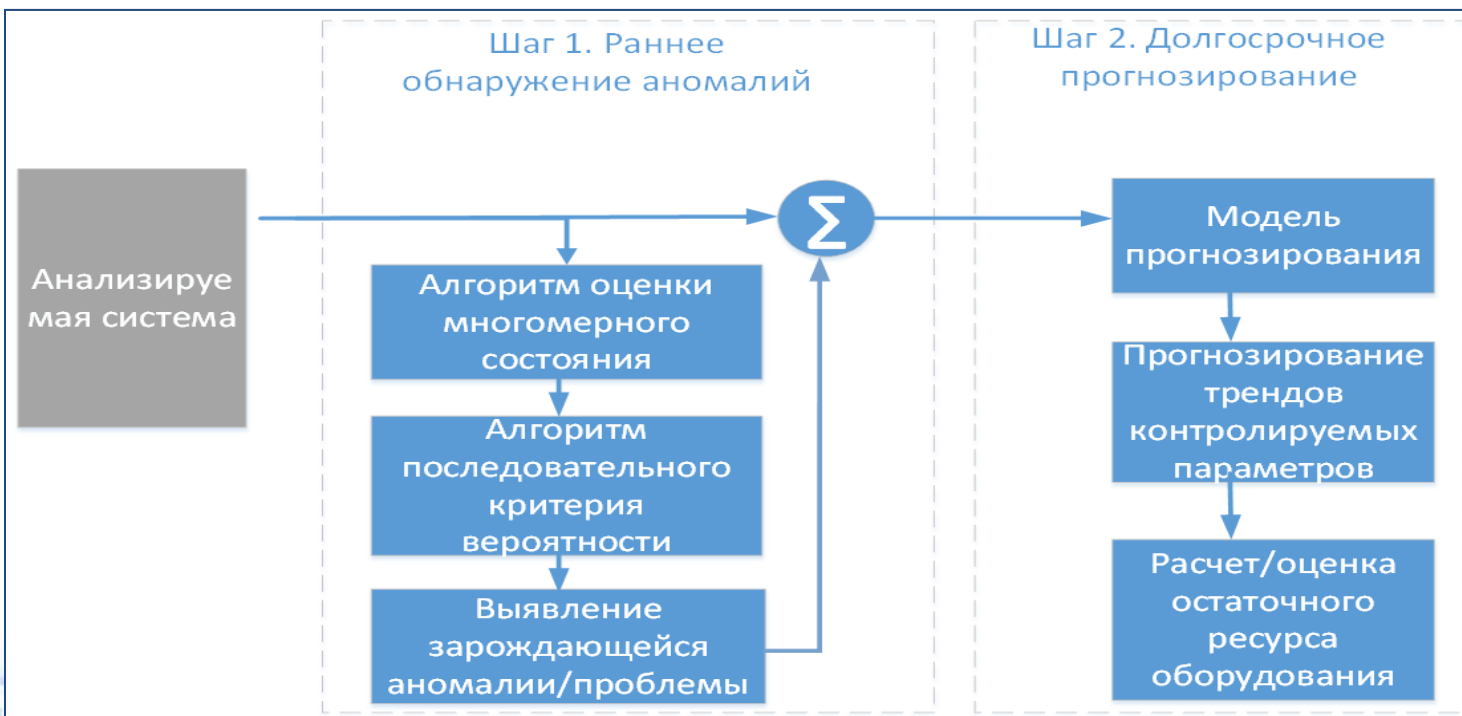 Шаг 1. Раннее
обнаружение аномалий
Шаг 2. Долгосрочное
прогнозирование
Анализируе
мая система
Σ
Алгоритм оценки
многомерного
состояния
Алгоритм
последовательного
критерия
вероятности
Выявление
зарождающейся
аномалии/проблемы
Модель
прогнозирования
Прогнозирование
трендов
контролируемых
параметров
Расчет/оценка
остаточного
ресурса
оборудования